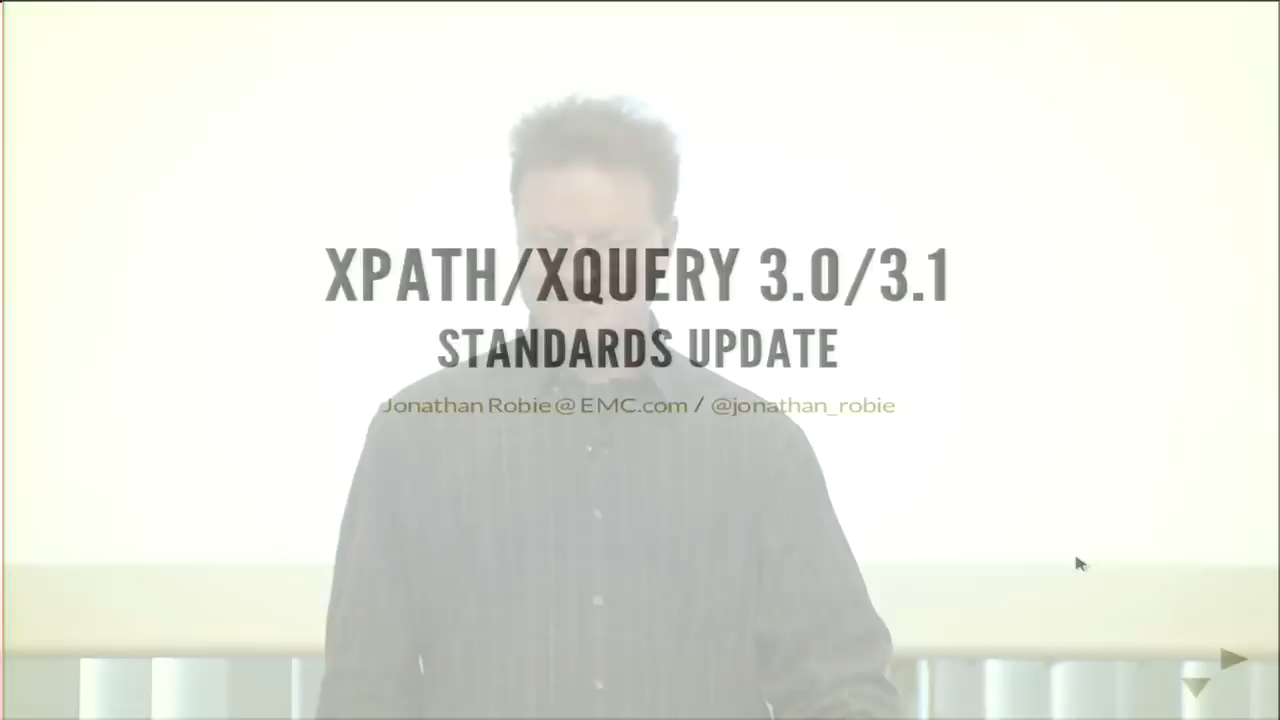 XPATH/XQUERY 3.0/3.1
STANDARDS UPDATE
Jonathan Robie@EMC.com / @jonathan_robie